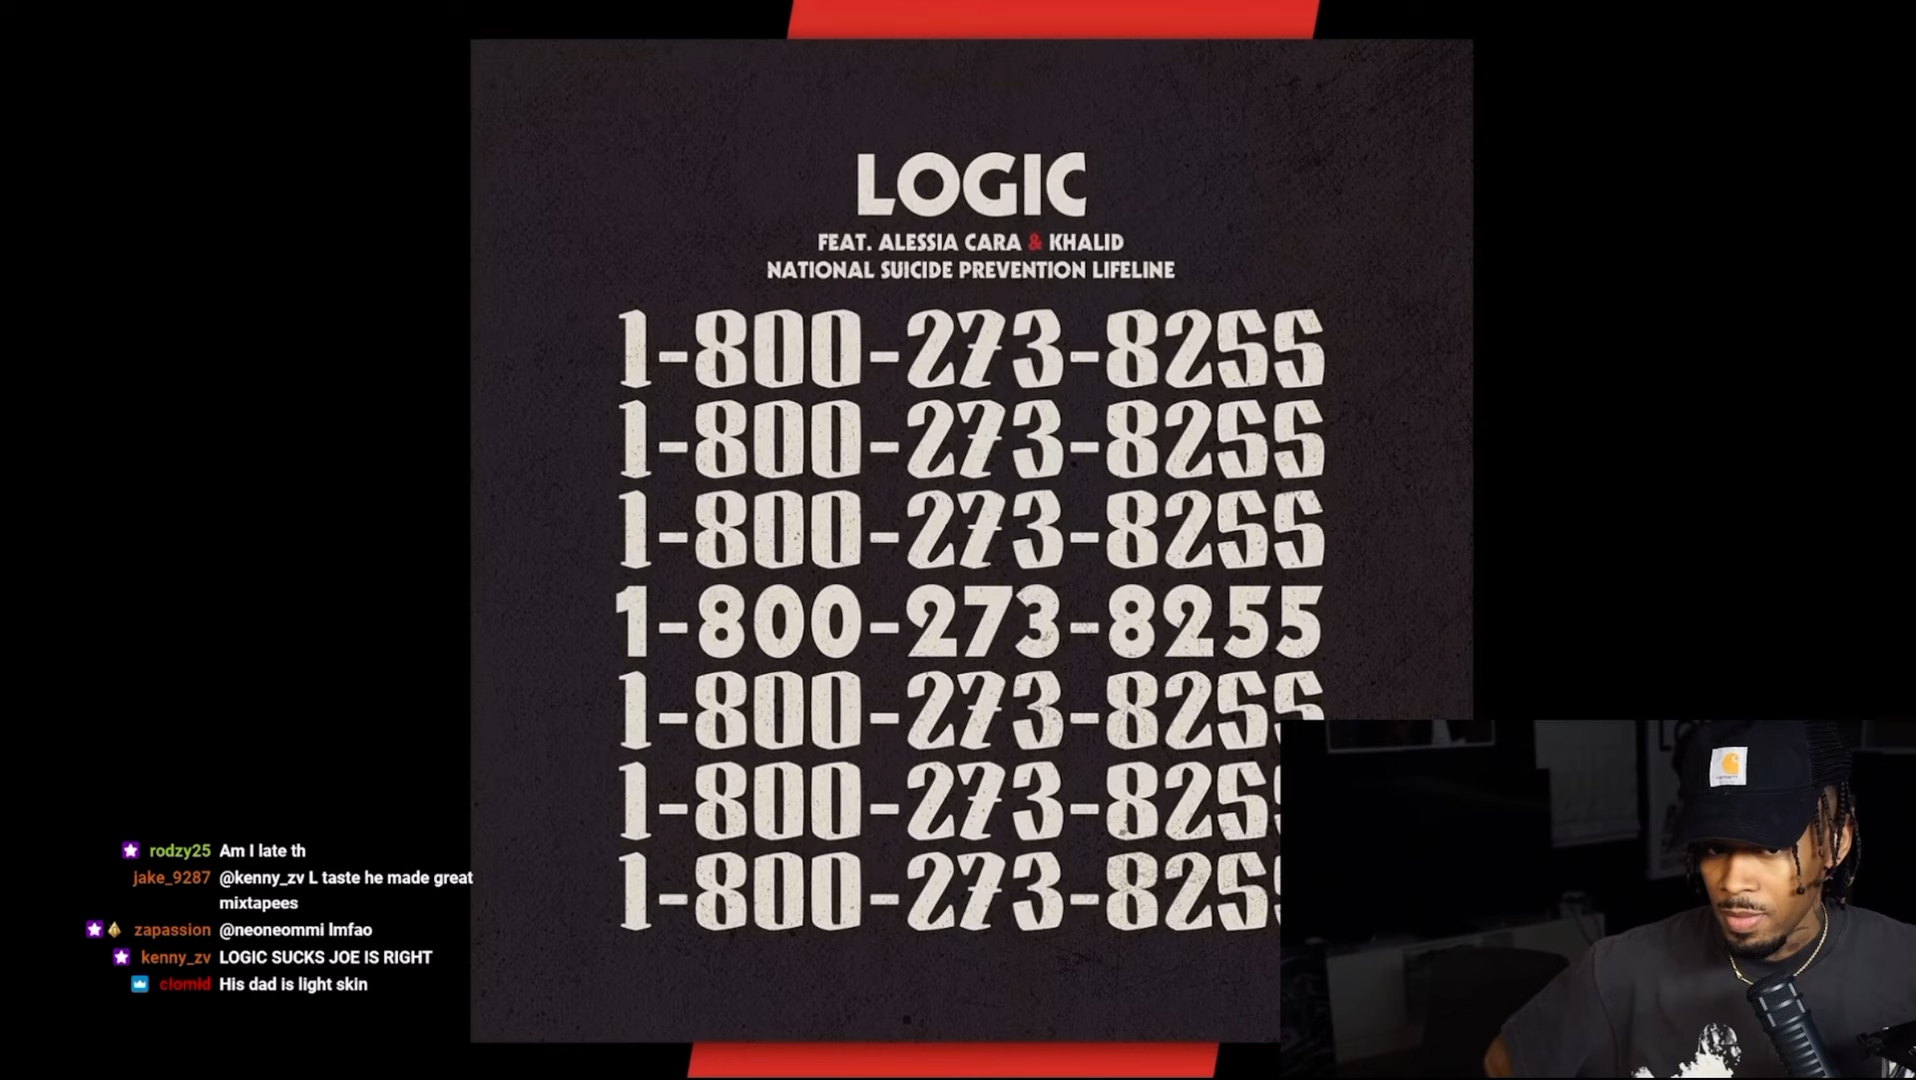 LOGIC
FEAT. ALESSIA CARA & KHALID
NATIONAL SUICIDE PREVENTION LIFELINE
1-800-273-8255
1-800-273-8255
1-800-273-8255
1-800-273-8255
1-800-273-8255
1-800-273-825
1-800-273-825
rodzy25 Am I late th
jake_9287 @kenny_zv L taste he made great
mixtapees
zapassion @neoneommi lmfao
kenny_zv LOGIC SUCKS JOE IS RIGHT
clomid His dad is light skin